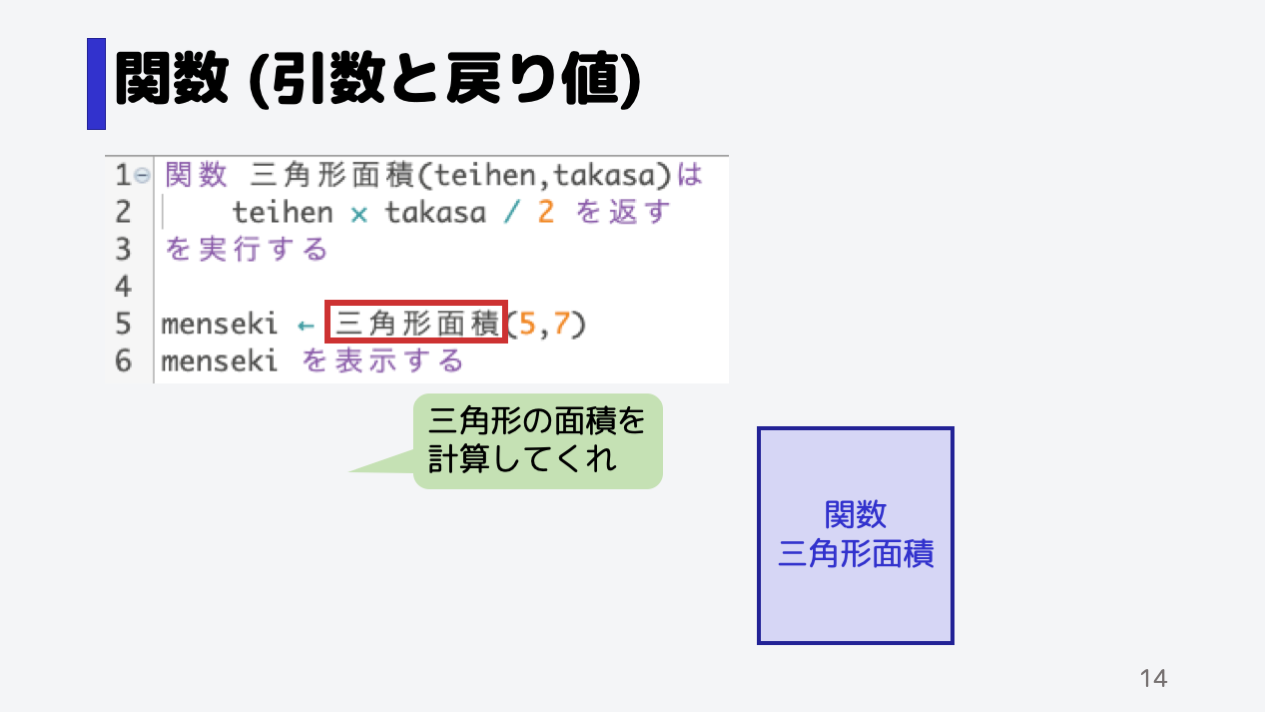 関数 (引数と戻り値)
1 関数 三角形面積(teihen,takasa)は
2 teihen × takasa / 2 を返す
3 を実行する
4
5 menseki ← 三角形面積(5,7)
6 menseki を表示する
三角形の面積を
計算してくれ
関数
三角形面積
14